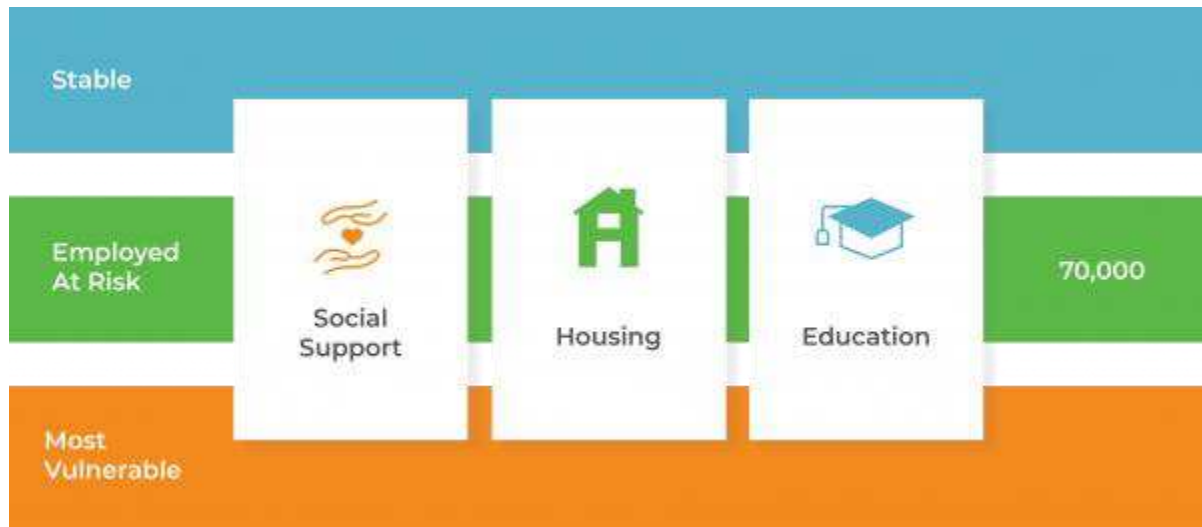 Stable
Employed
At Risk
70,000
Social
Support
Housing
Education
Most
Vulnerable